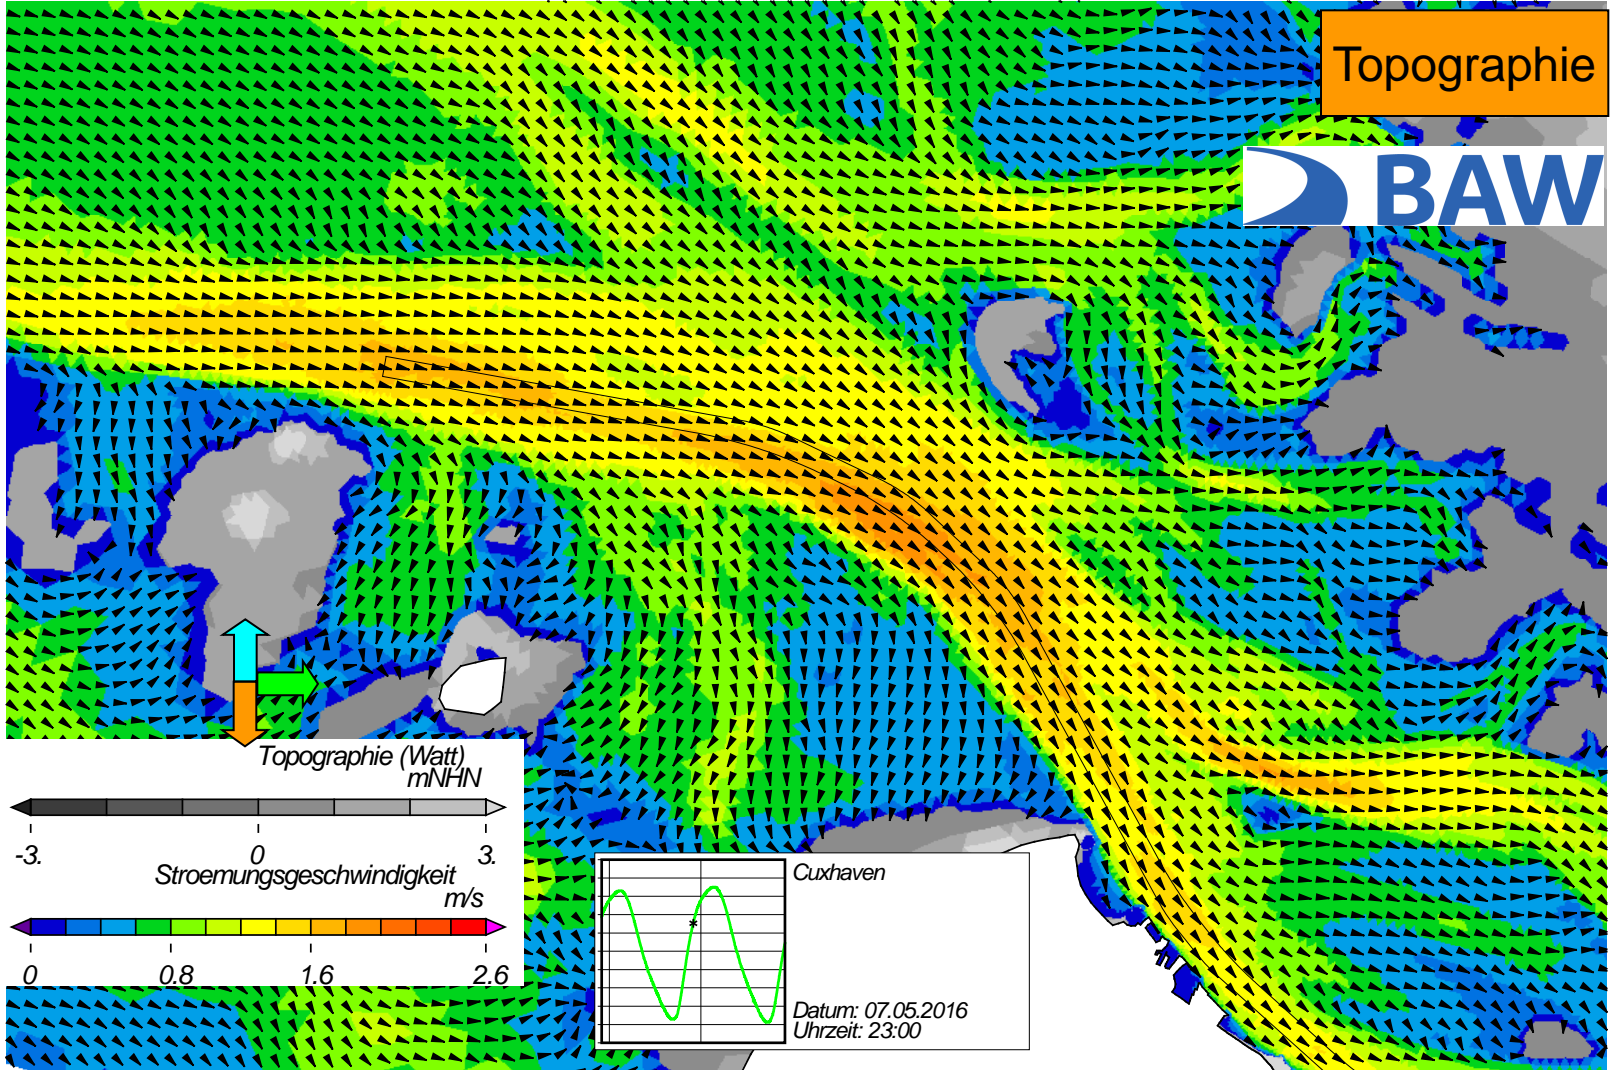 Topographie
BAW
Topographie (Watt)
mNHN
-3. 0 3.
Stroemungsgeschwindigkeit
m/s
0 0.8 1.6 2.6
Cuxhaven
Datum: 07.05.2016
Uhrzeit: 23:00